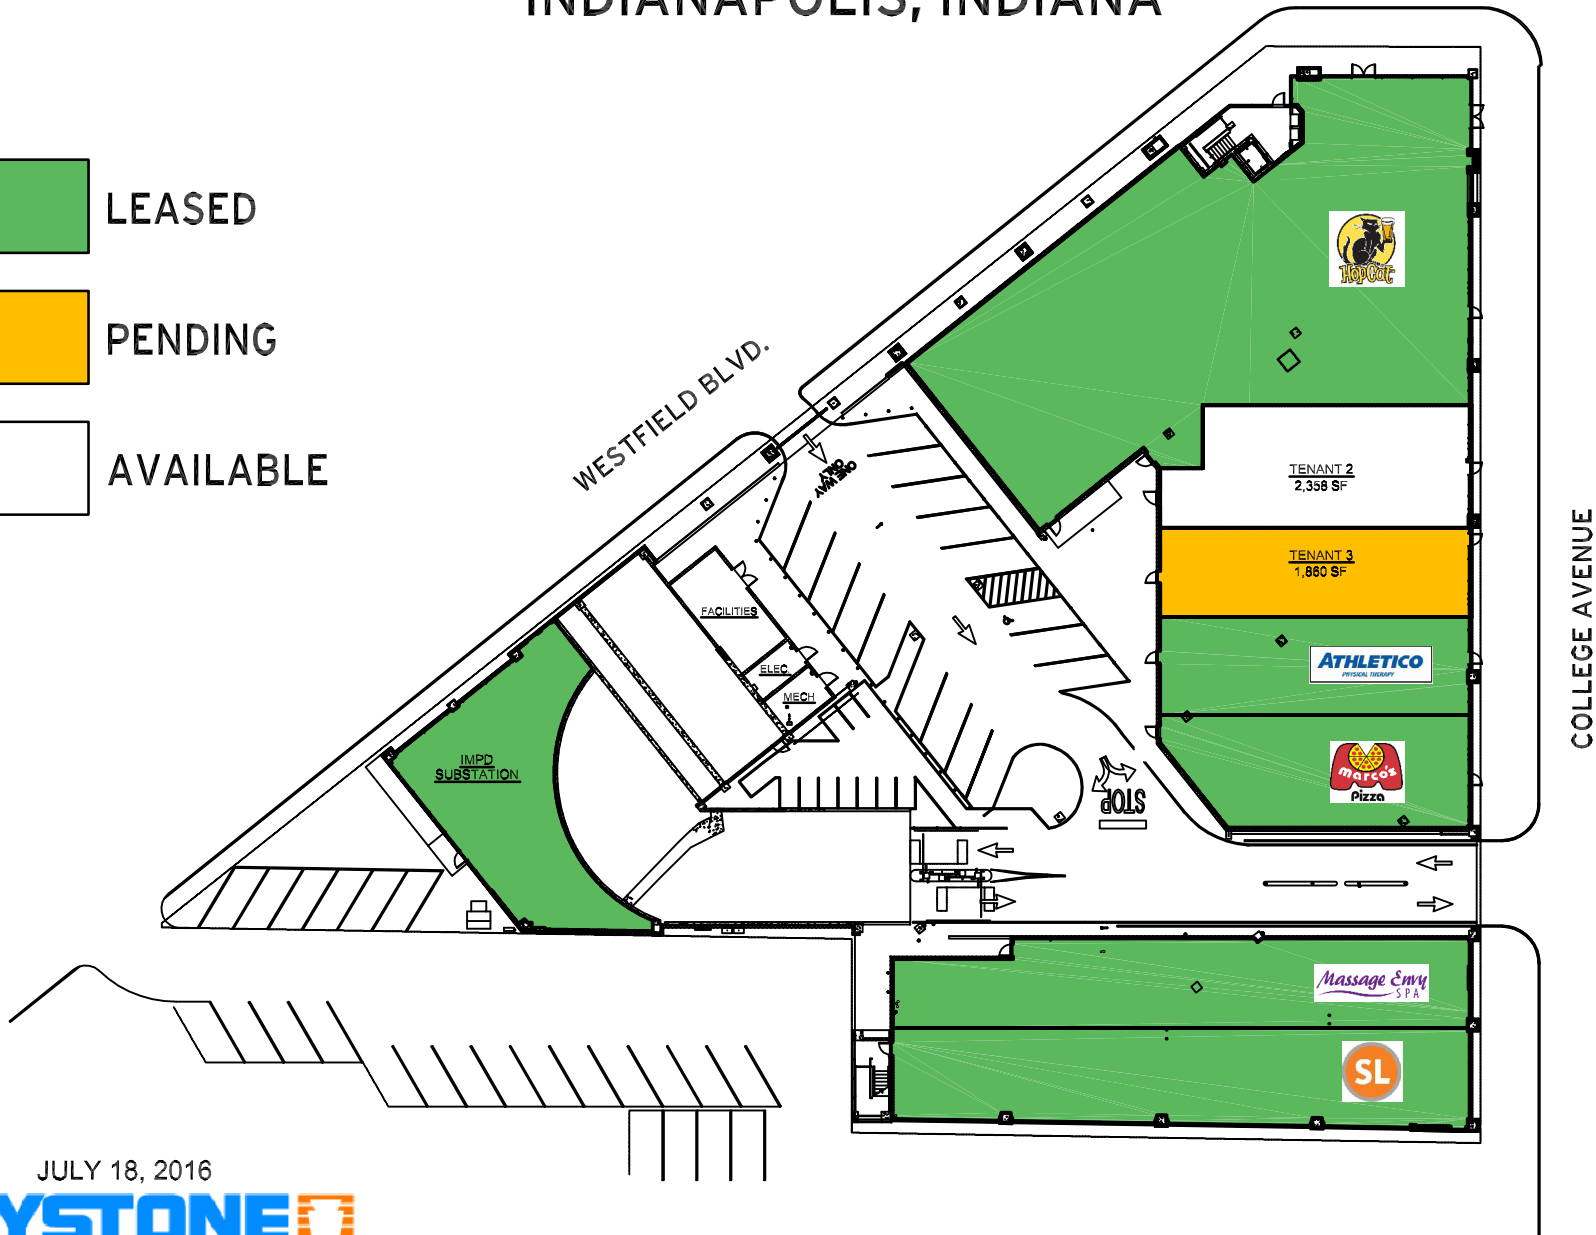 INDIANAPOLIS, INDIANA
LEASED
PENDING
AVAILABLE
WESTFIELD BLVD.
COLLEGE AVENUE
HopCat
ONE WAY
ONLY
TENANT 2
2,358 SF
TENANT 3
1,860 SF
FACILITIES
ELEC.
MECH
ATHLETICO
PHYSICAL THERAPY
IMPD
SUBSTATION
marco's
Pizza
STOP
Massage Envy
SPA
SL
JULY 18, 2016
YSTONE